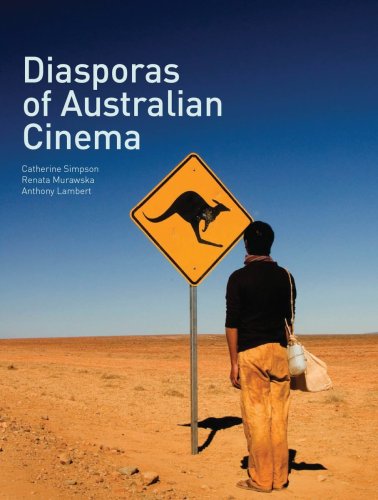 Diasporas
of Australian
Cinema
Catherine Simpson
Renata Murawska
Anthony Lambert